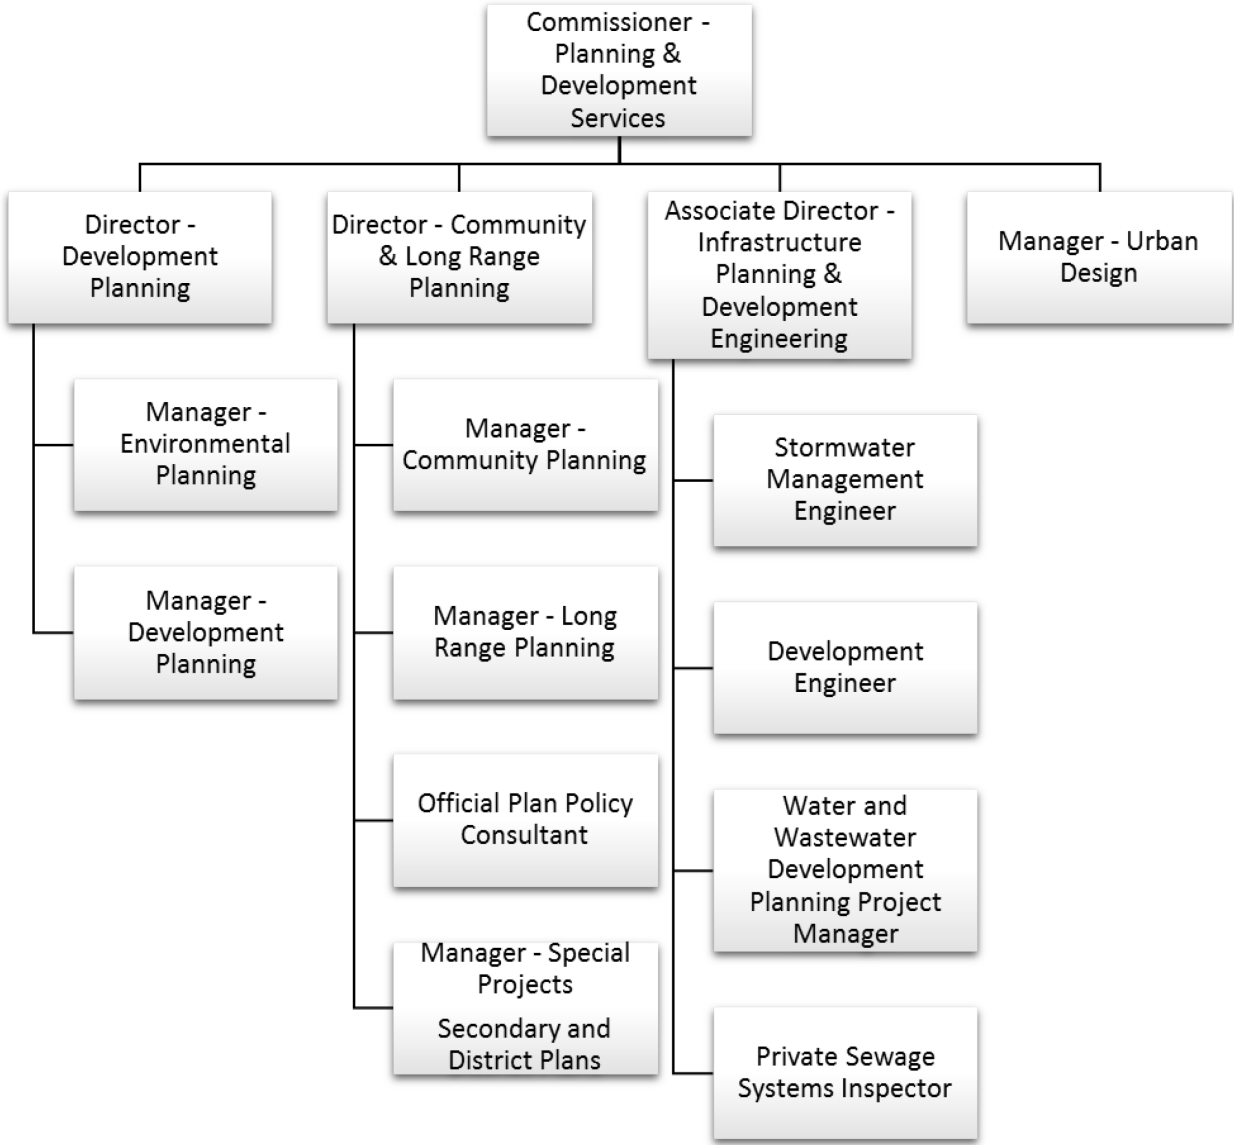 Commissioner -
Planning &
Development
Services
Director -
Development
Planning
Director - Community
& Long Range
Planning
Associate Director -
Infrastructure
Planning &
Development
Engineering
Manager - Urban
Design
Manager -
Environmental
Planning
Manager -
Development
Planning
Manager -
Community Planning
Manager - Long
Range Planning
Official Plan Policy
Consultant
Manager - Special
Projects
Secondary and
District Plans
Stormwater
Management
Engineer
Development
Engineer
Water and
Wastewater
Development
Planning Project
Manager
Private Sewage
Systems Inspector